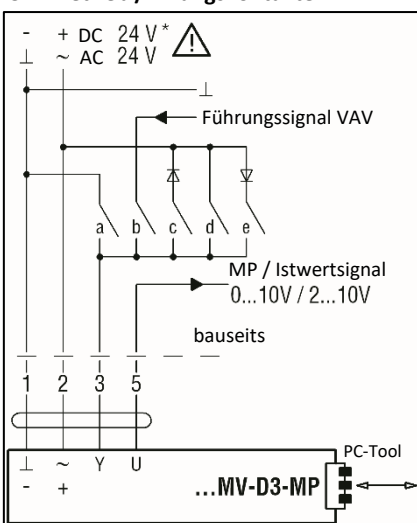 - + DC 24 V *
⊥ ~ AC 24 V
⊥
Führungssignal VAV
a b c d e
MP / Istwertsignal
0...10V / 2...10V
bauseits
1 2 3 5
PC-Tool
⊥ ~ Y U
- +
...MV-D3-MP